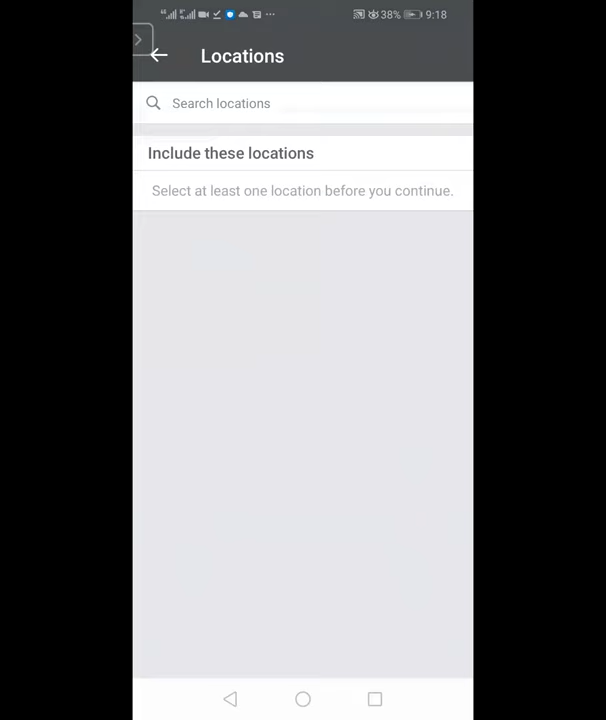 38% 9:18
Locations
Search locations
Include these locations
Select at least one location before you continue.